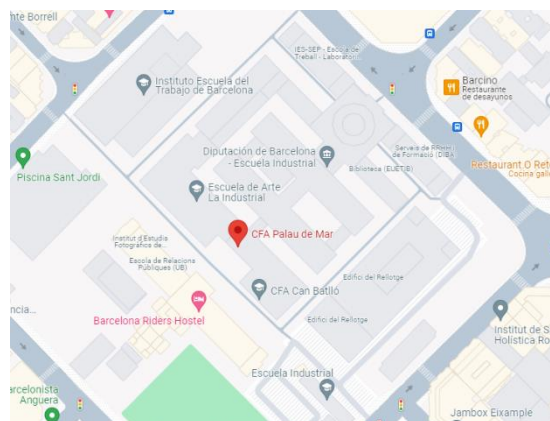 nte Borrell
IES-SEP - Escola de
Treball - Laboratori...
Instituto Escuela del
Trabajo de Barcelona
Barcino
Restaurante
de desayunos
Diputación de Barcelona
- Escuela Industrial
Serveis de RRHH i
de Formació (DIBA)
Biblioteca (EUETIB)
Restaurant O Ret
Cocina galle
Piscina Sant Jordi
Escuela de Arte
La Industrial
CFA Palau de Mar
Institut d'Estudis
Fotogràfics de...
Escola de Relacions
Públiques (UB)
Edifici del Rellotge
CFA Can Batlló
ncia...
Barcelona Riders Hostel
Edifici del Rellotge
Institut de S
Holística Ro
Escuela Industrial
arcelonista
Anguera
Jambox Eixample